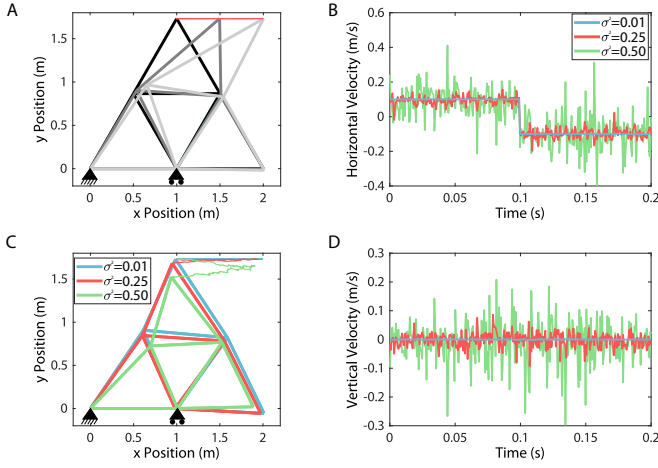 A
y Position (m)
1.5
1
0.5
0
0
0.5
1
1.5
2
x Position (m)
B
Horizontal Velocity (m/s)
0.6
0.4
0.2
0
-0.2
-0.4
σ²=0.01
σ²=0.25
σ²=0.50
0
0.05
0.1
0.15
0.2
Time (s)
C
y Position (m)
1.5
1
0.5
0
σ²=0.01
σ²=0.25
σ²=0.50
0
0.5
1
1.5
2
x Position (m)
D
Vertical Velocity (m/s)
0.3
0.2
0.1
0
-0.1
-0.2
-0.3
0
0.05
0.1
0.15
0.2
Time (s)